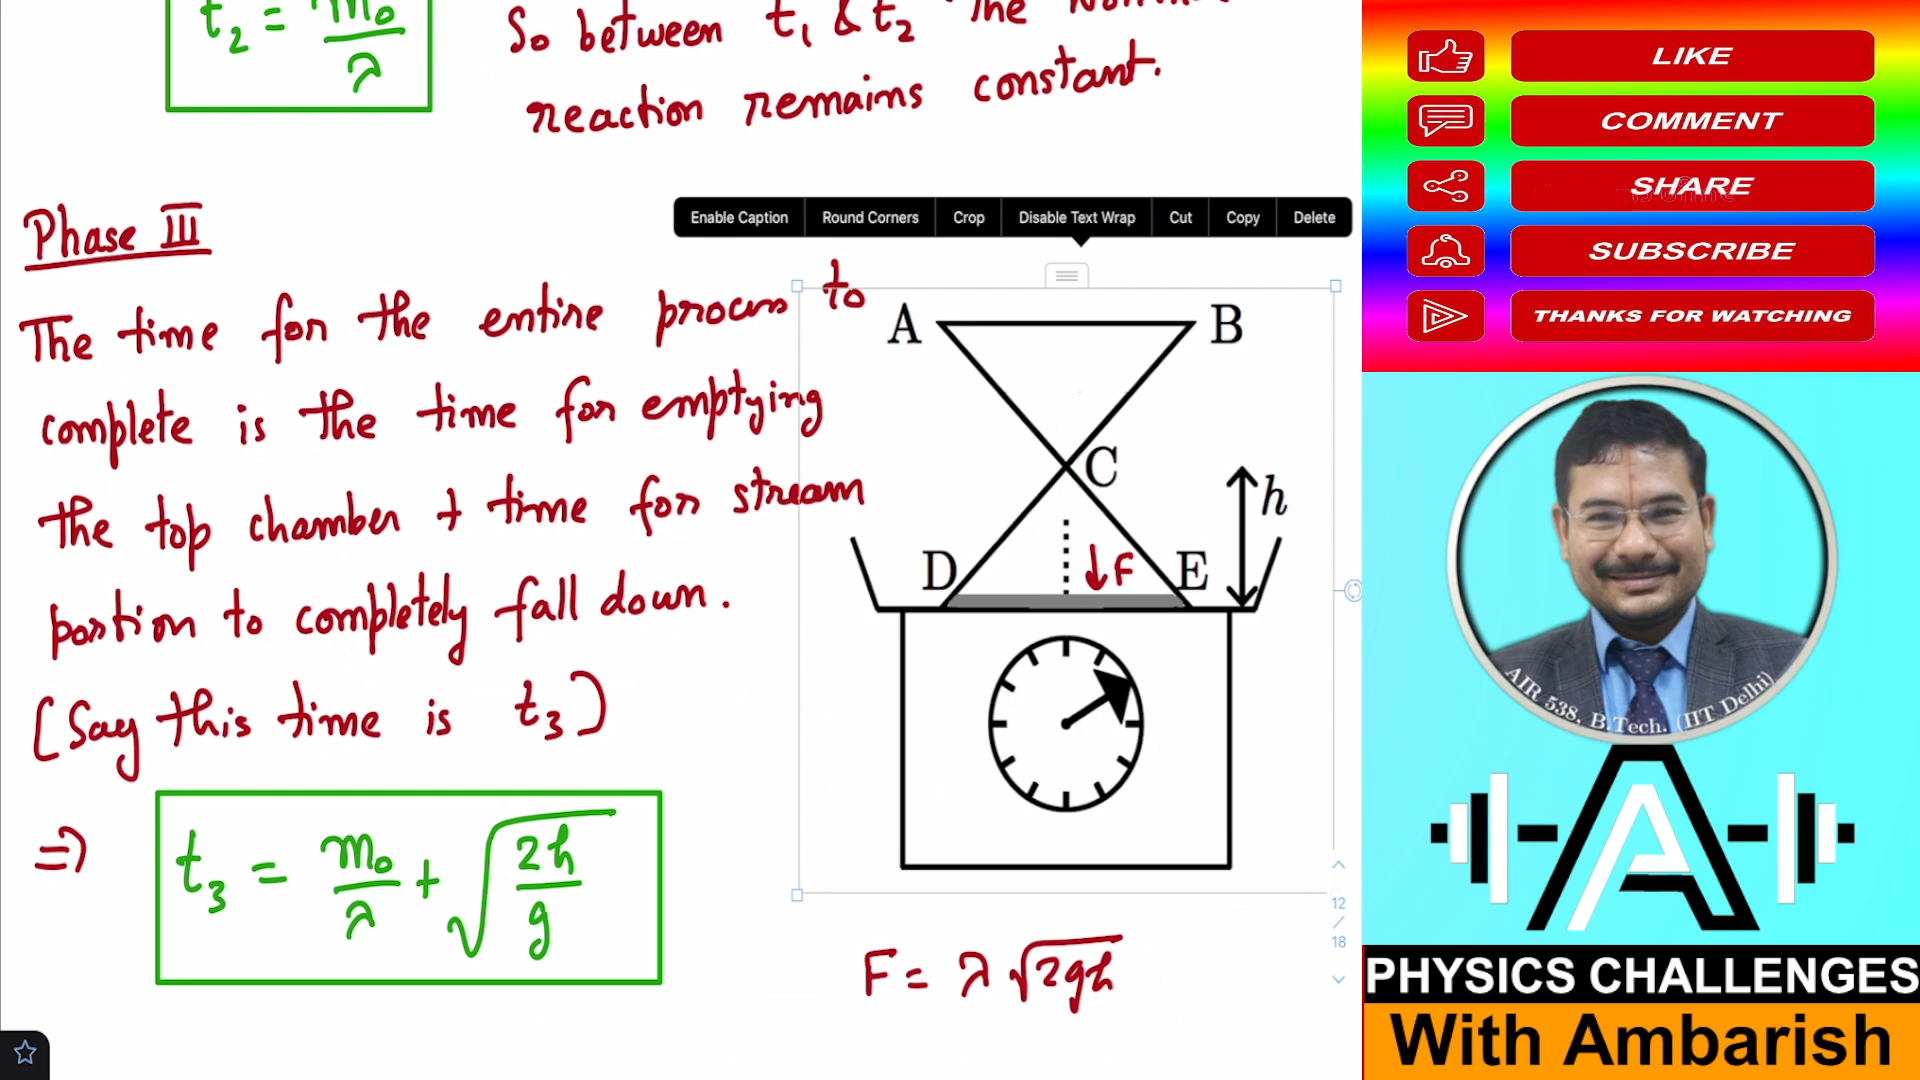 t₂ = m₀/λ
So between t₁ & t₂ The
reaction remains constant.
Phase III
The time for the entire process to
complete is the time for emptying
the top chamber + time for stream
portion to completely fall down.
(Say this time is t₃)
⇒ t₃ = m₀/λ + √(2h/g)
Enable Caption Round Corners Crop Disable Text Wrap Cut Copy Delete
A B
C
h
D ↓F E
F = λ √2gh
12
/
18
LIKE
COMMENT
SHARE
SUBSCRIBE
THANKS FOR WATCHING
AIR 538, B.Tech. (IIT Delhi)
A
PHYSICS CHALLENGES
With Ambarish